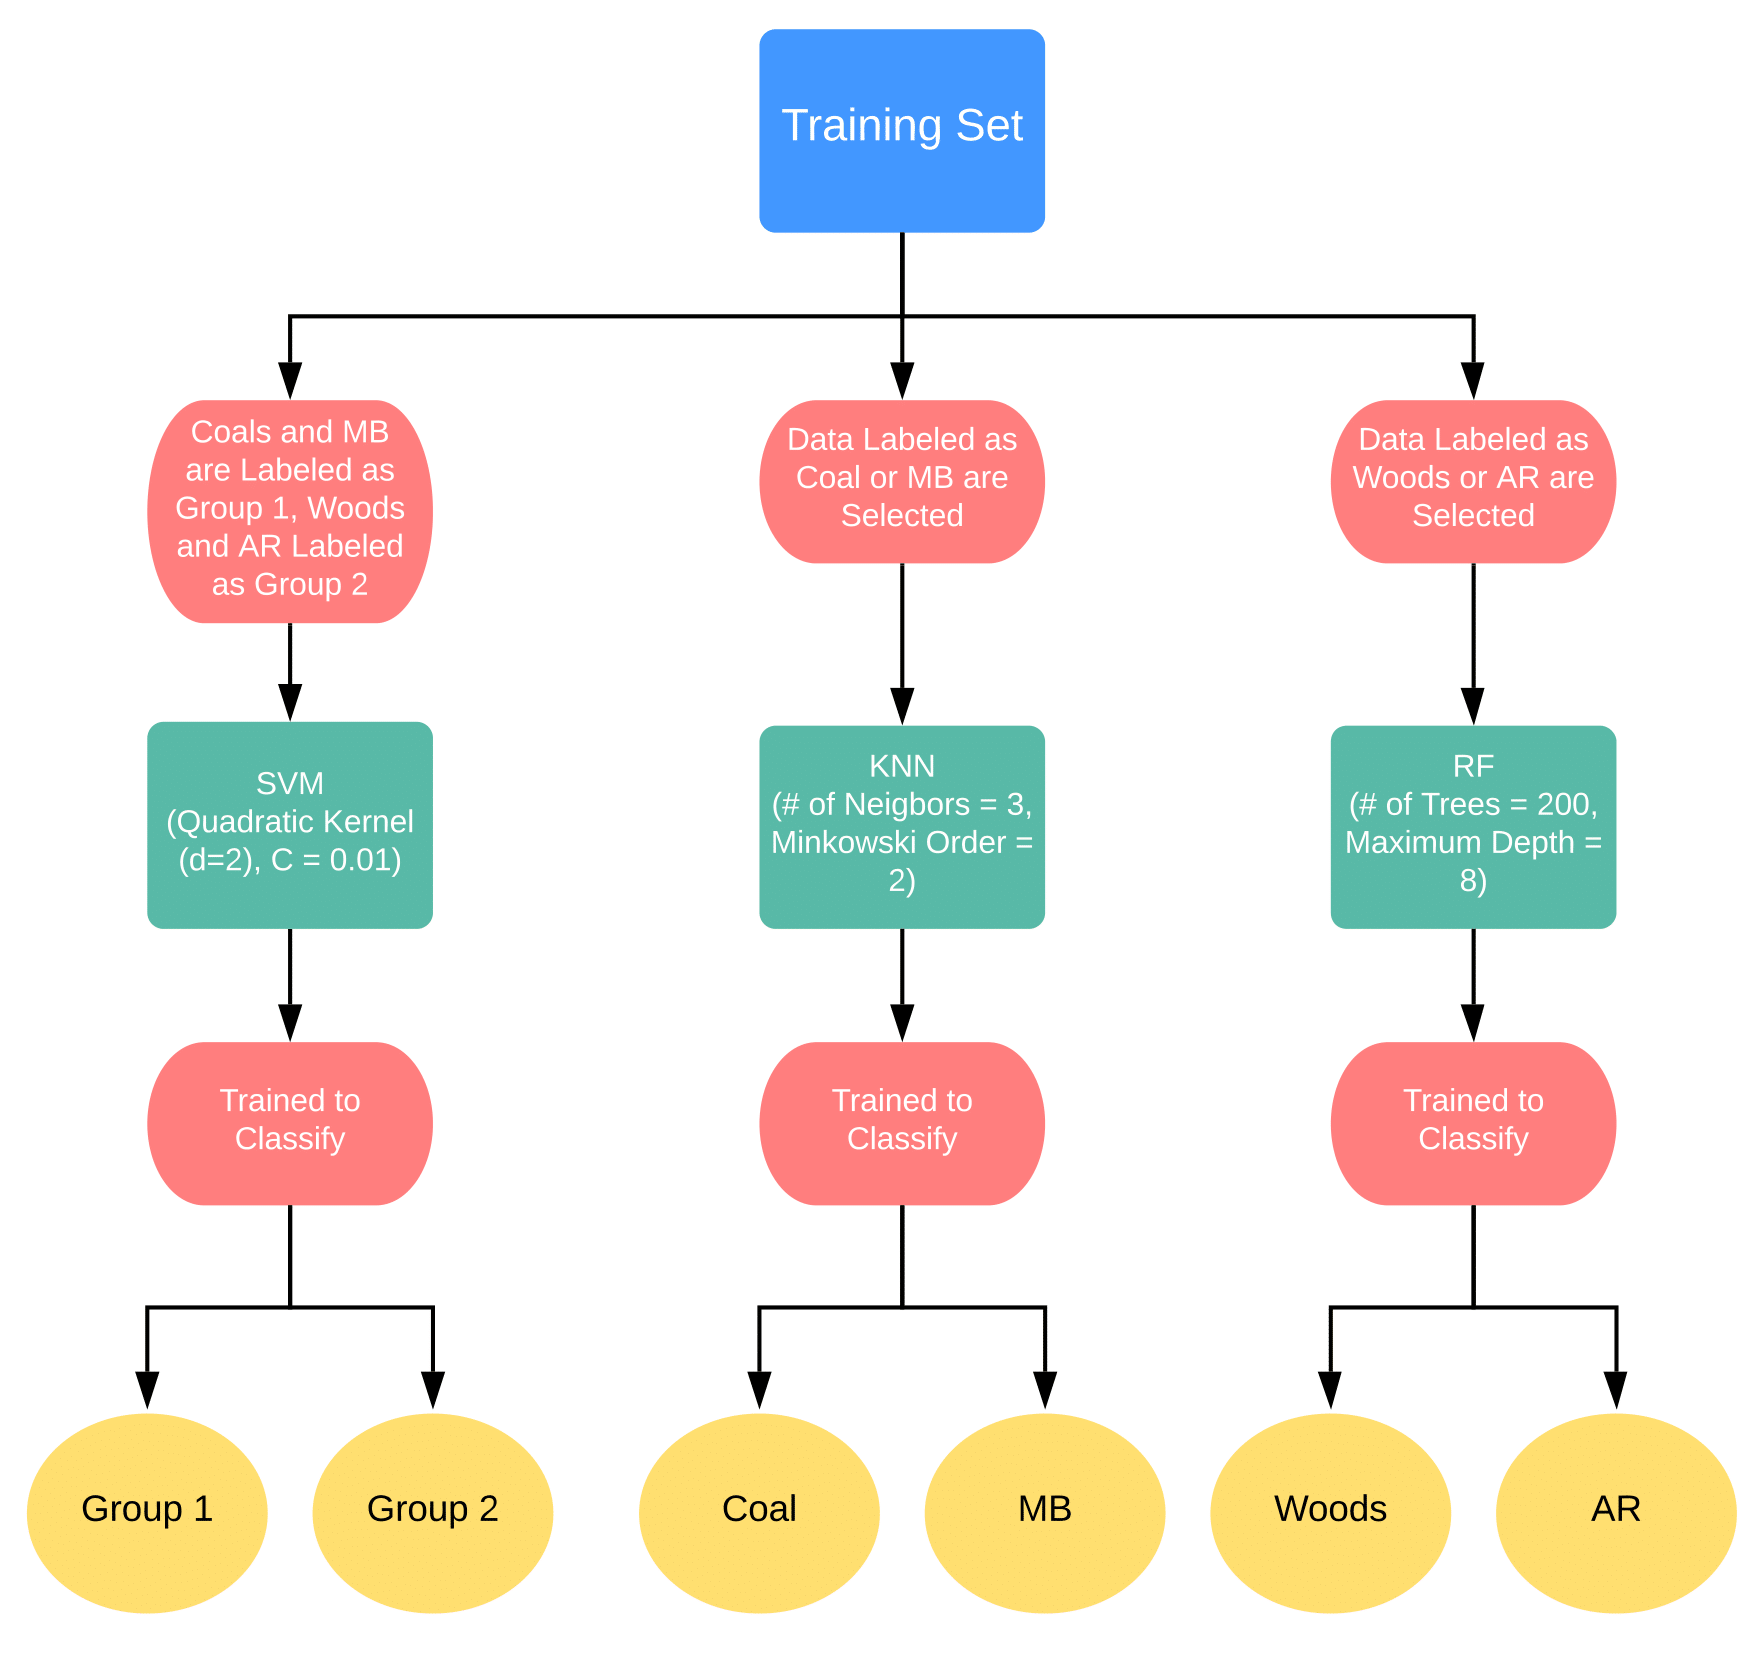 Training Set
Coals and MB
are Labeled as
Group 1, Woods
and AR Labeled
as Group 2
Data Labeled as
Coal or MB are
Selected
Data Labeled as
Woods or AR are
Selected
SVM
(Quadratic Kernel
(d=2), C = 0.01)
KNN
(# of Neigbors = 3,
Minkowski Order =
2)
RF
(# of Trees = 200,
Maximum Depth =
8)
Trained to
Classify
Trained to
Classify
Trained to
Classify
Group 1
Group 2
Coal
MB
Woods
AR